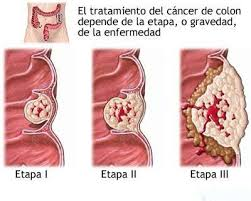 El tratamiento del cáncer de colon
depende de la etapa, o gravedad,
de la enfermedad
Etapa I
Etapa II
Etapa III